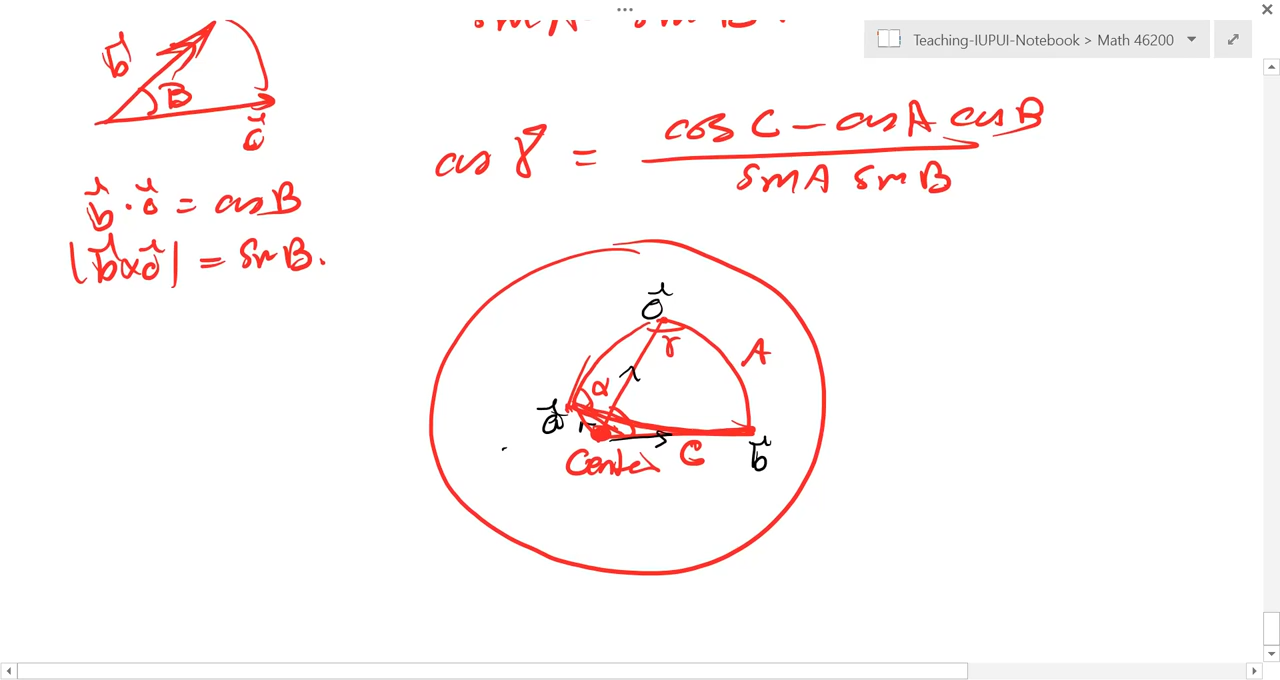 Teaching-IUPUI-Notebook > Math 46200
b⃗
B
c⃗
cos γ = (cos C - cos A cos B) / (sin A sin B)
b⃗ · c⃗ = cos B
|b⃗ × c⃗| = sin B.
c⃗
γ
A
α
a⃗
Center
C
b⃗